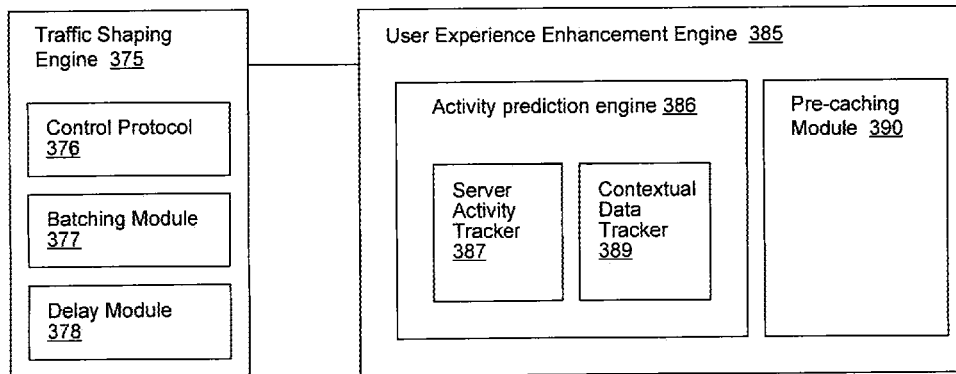 Traffic Shaping
Engine 375
Control Protocol
376
Batching Module
377
Delay Module
378
User Experience Enhancement Engine 385
Activity prediction engine 386
Server
Activity
Tracker
387
Contextual
Data
Tracker
389
Pre-caching
Module 390